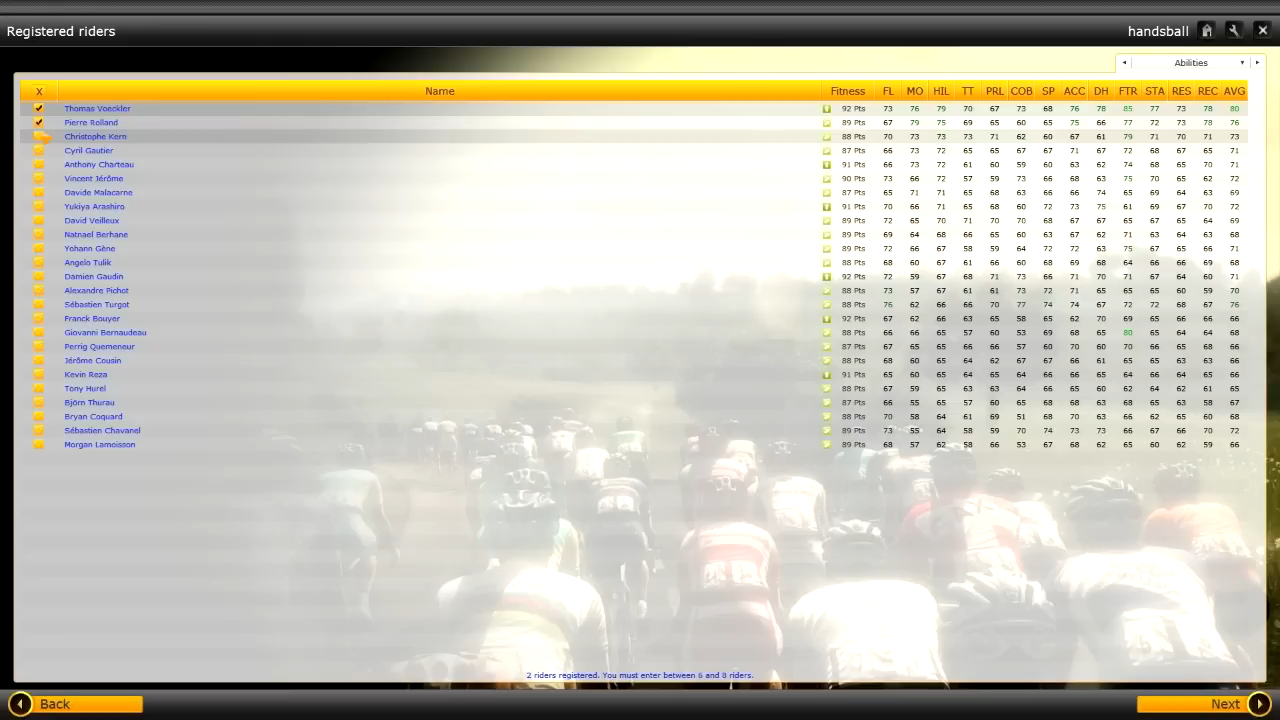 Registered riders handsball
Abilities
X Name Fitness FL MO HIL TT PRL COB SP ACC DH FTR STA RES REC AVG
Thomas Voeckler 92 Pts 73 76 79 70 67 73 68 76 78 85 77 73 78 80
Pierre Rolland 89 Pts 67 79 75 69 65 60 65 75 66 77 72 73 78 76
Christophe Kern 88 Pts 70 73 73 73 71 62 60 67 61 79 71 70 71 73
Cyril Gautier 87 Pts 66 73 72 65 65 67 67 71 67 72 68 67 65 71
Anthony Charteau 91 Pts 66 73 72 61 60 59 60 63 62 74 68 65 70 71
Vincent Jérôme 90 Pts 73 66 72 57 59 73 66 68 63 75 70 65 62 72
Davide Malacarne 87 Pts 65 71 71 65 68 63 66 66 74 65 69 64 63 69
Yukiya Arashiro 91 Pts 70 66 71 65 68 60 72 73 75 61 69 67 70 72
David Veilleux 89 Pts 72 65 70 71 70 70 68 67 67 65 67 65 64 69
Natnael Berhane 89 Pts 69 64 68 66 65 60 63 67 62 71 63 64 63 68
Yohann Gène 89 Pts 72 66 67 58 59 64 72 72 63 75 67 65 66 71
Angelo Tulik 88 Pts 68 60 67 61 66 60 68 69 68 64 66 66 69 68
Damien Gaudin 92 Pts 72 59 67 68 71 73 66 71 70 71 67 64 60 71
Alexandre Pichot 88 Pts 73 57 67 61 61 73 72 71 65 65 65 60 59 70
Sébastien Turgot 88 Pts 76 62 66 66 70 77 74 74 67 72 72 68 67 76
Franck Bouyer 92 Pts 67 62 66 63 65 58 65 62 70 69 65 66 66 66
Giovanni Bernaudeau 88 Pts 66 66 65 57 60 53 69 68 65 80 65 64 64 68
Perrig Quemeneur 87 Pts 67 65 65 66 66 57 60 70 60 70 66 65 68 66
Jérôme Cousin 88 Pts 68 60 65 64 62 67 67 66 61 65 65 63 63 66
Kevin Reza 91 Pts 65 60 65 64 65 64 66 66 65 64 66 64 65 66
Tony Hurel 88 Pts 67 59 65 63 63 64 66 65 60 62 64 62 61 65
Björn Thurau 87 Pts 66 55 65 57 60 65 68 68 63 68 65 63 58 67
Bryan Coquard 88 Pts 70 58 64 61 69 51 68 70 63 66 62 65 60 68
Sébastien Chavanel 89 Pts 73 55 64 58 59 70 74 73 73 66 67 66 70 72
Morgan Lamoisson 89 Pts 68 57 62 58 66 53 67 68 62 65 60 62 59 66
2 riders registered. You must enter between 6 and 8 riders.
Back Next